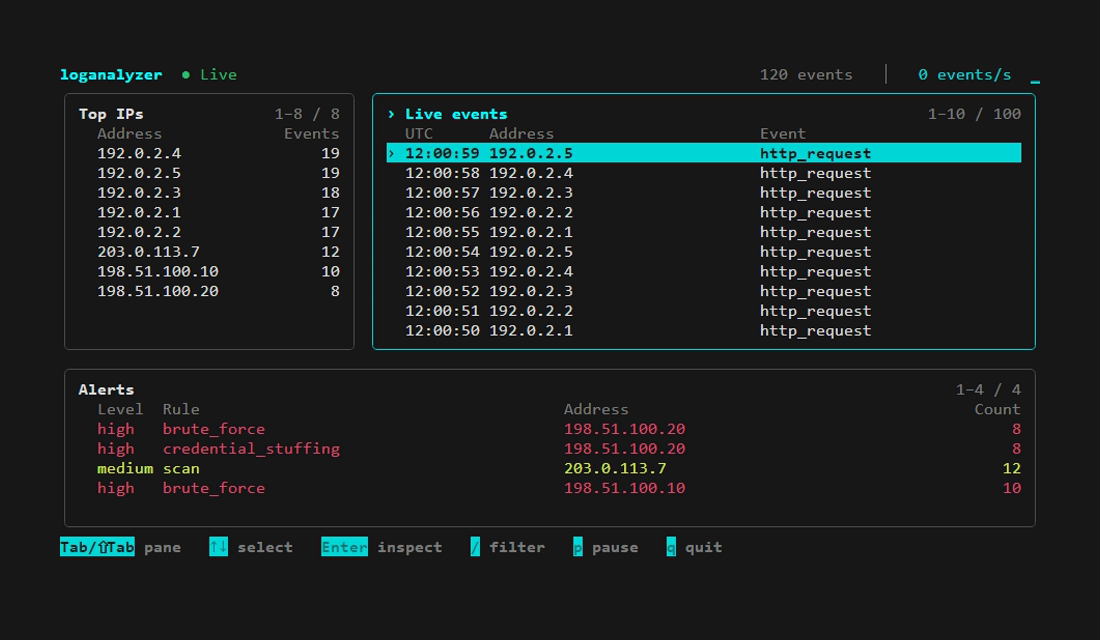 loganalyzer ● Live 120 events │ 0 events/s _
Top IPs 1–8 / 8
Address Events
192.0.2.4 19
192.0.2.5 19
192.0.2.3 18
192.0.2.1 17
192.0.2.2 17
203.0.113.7 12
198.51.100.10 10
198.51.100.20 8
› Live events 1–10 / 100
UTC Address Event
› 12:00:59 192.0.2.5 http_request
12:00:58 192.0.2.4 http_request
12:00:57 192.0.2.3 http_request
12:00:56 192.0.2.2 http_request
12:00:55 192.0.2.1 http_request
12:00:54 192.0.2.5 http_request
12:00:53 192.0.2.4 http_request
12:00:52 192.0.2.3 http_request
12:00:51 192.0.2.2 http_request
12:00:50 192.0.2.1 http_request
Alerts 1–4 / 4
Level Rule Address Count
high brute_force 198.51.100.20 8
high credential_stuffing 198.51.100.20 8
medium scan 203.0.113.7 12
high brute_force 198.51.100.10 10
Tab/⇧Tab pane ↑↓ select Enter inspect / filter p pause q quit